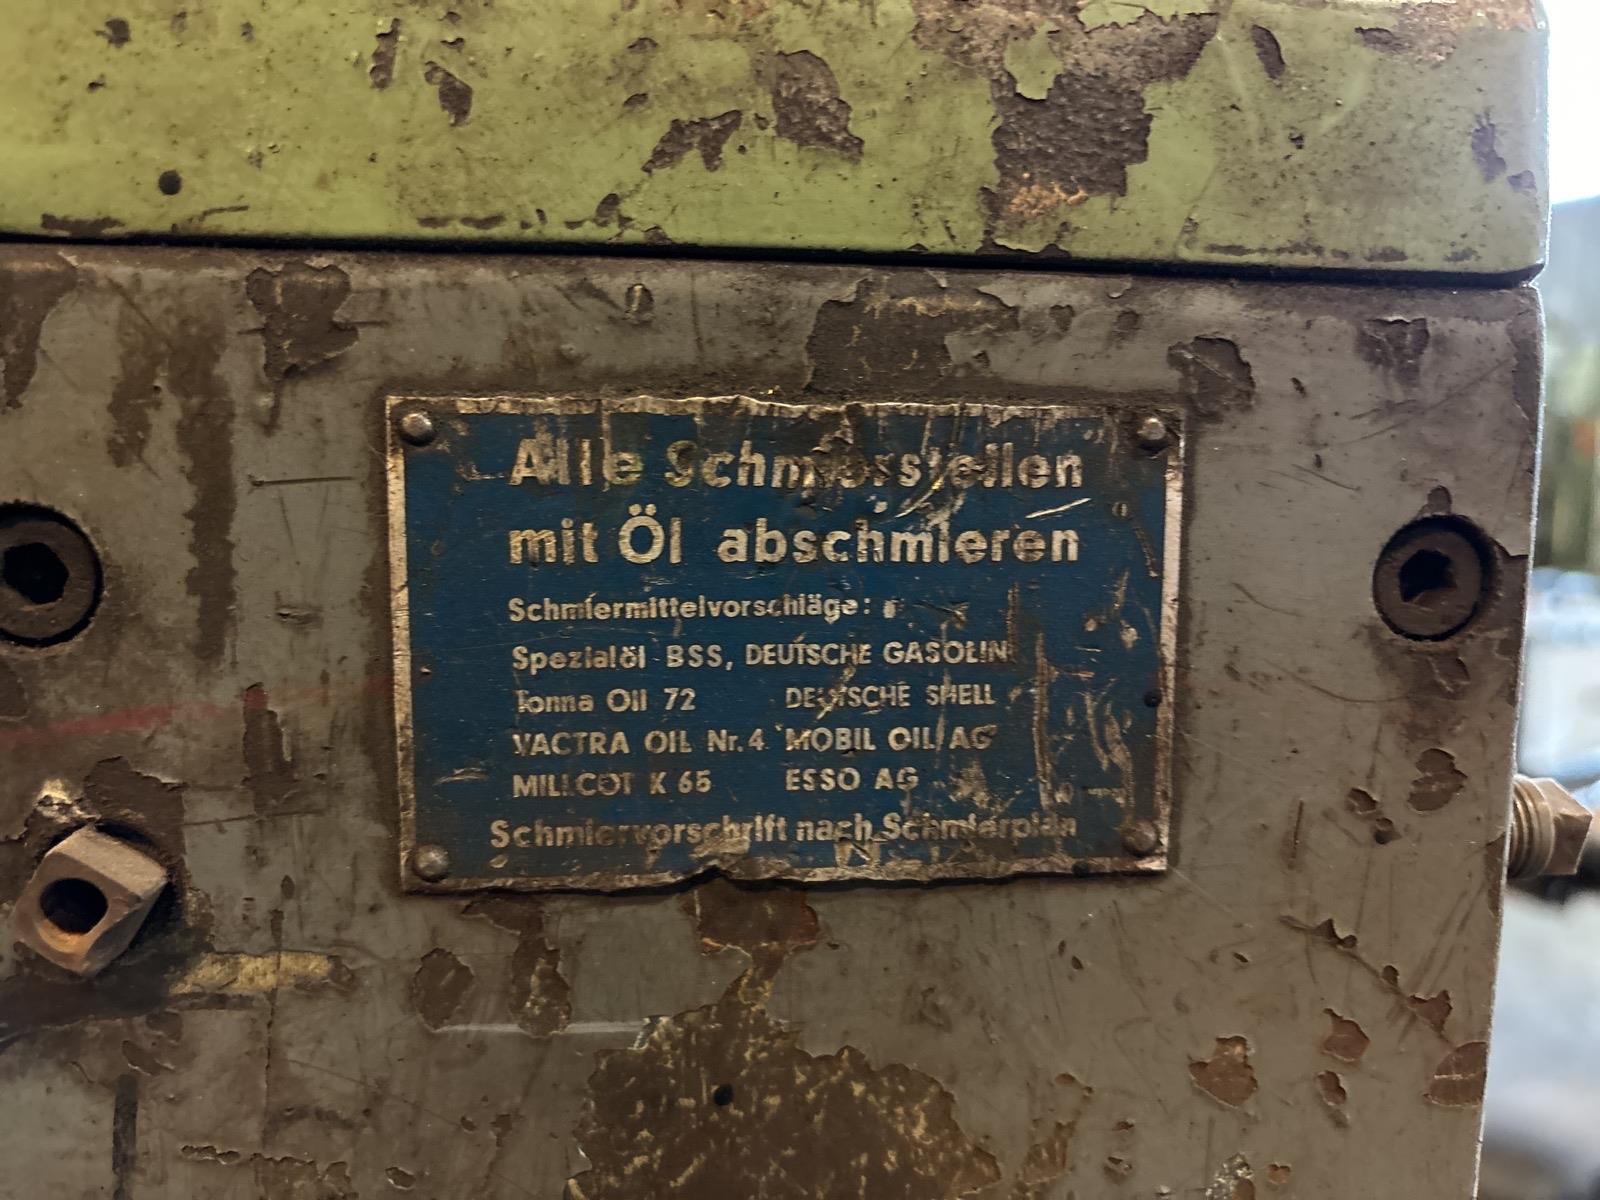 Alle Schmierstellen
mit Öl abschmieren
Schmiermittelvorschläge:
Spezialöl BSS, DEUTSCHE GASOLIN
Tonna Oil 72 DEUTSCHE SHELL
VACTRA OIL Nr. 4 MOBIL OIL AG
MILLCOT K 65 ESSO AG
Schmiervorschrift nach Schmierplan